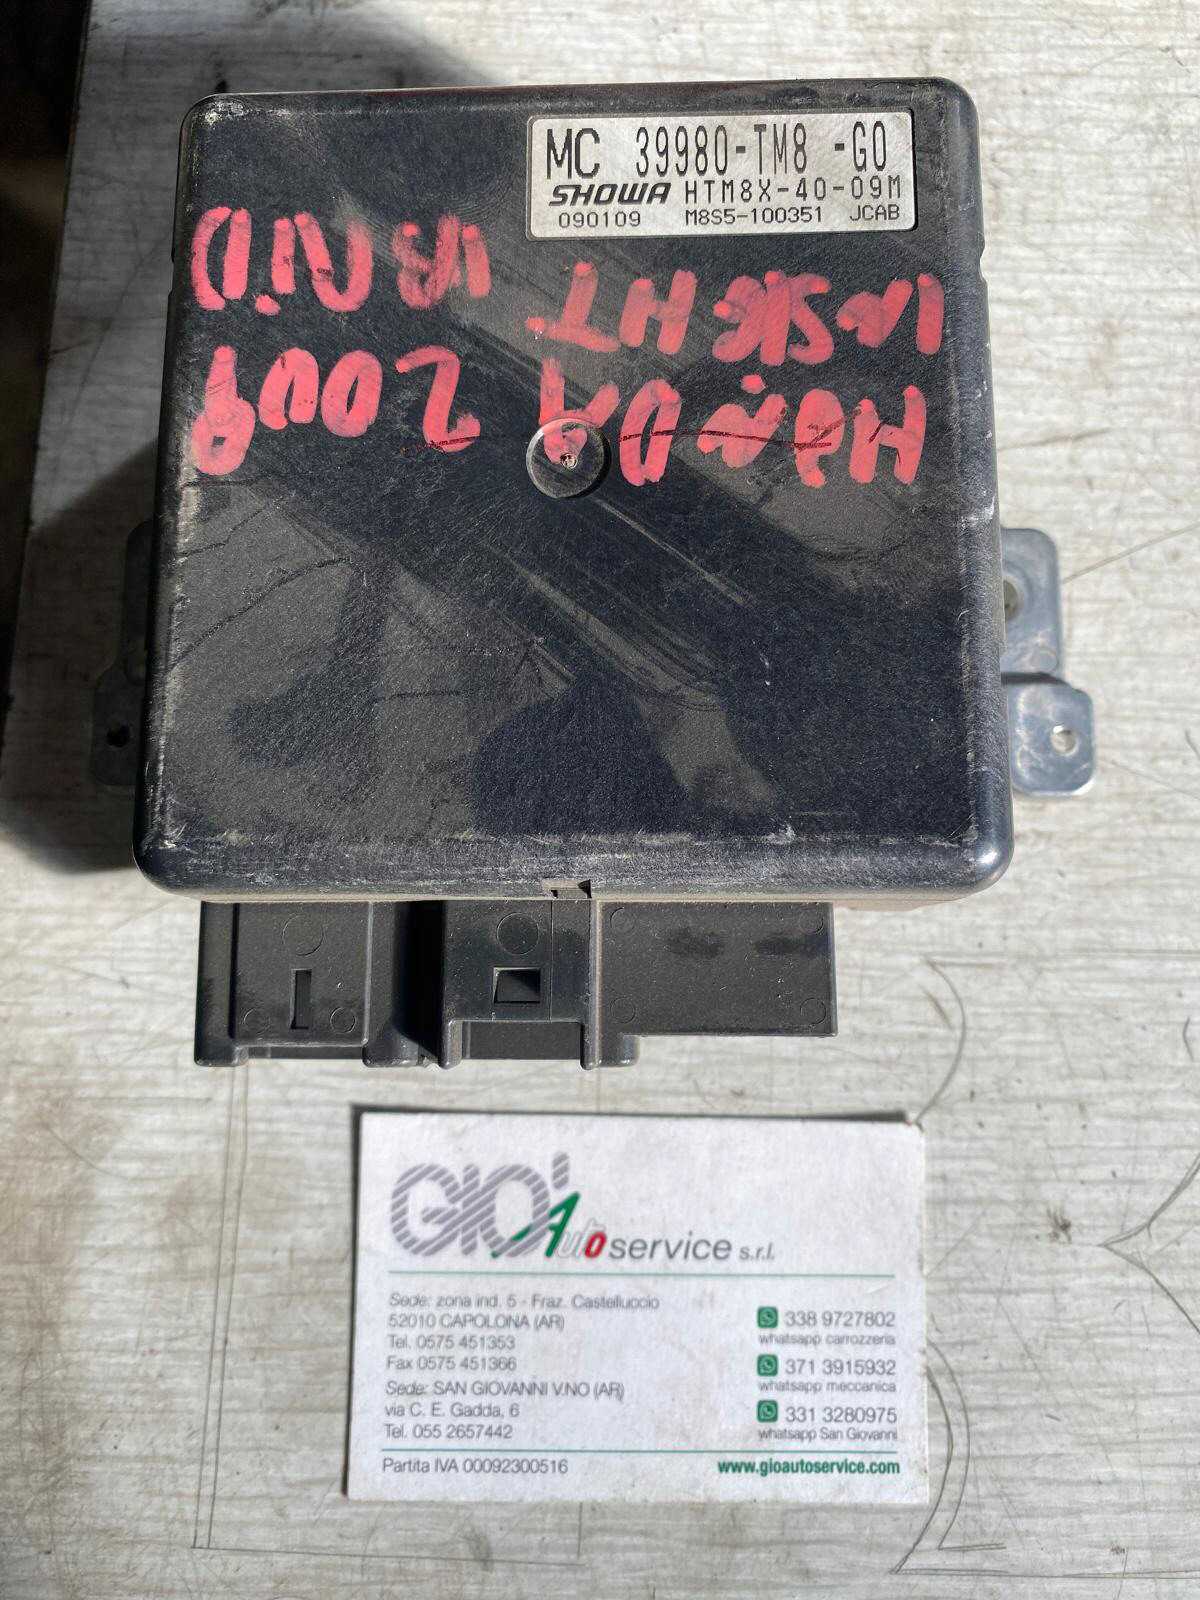 MC 39980-TM8 -G0
SHOWA HTM8X-40-09M
090109 M8S5-100351 JCAB
HONDA 2009
INSIGHT IBRID
GIO' Auto service s.r.l.
Sede: zona ind. 5 - Fraz. Castelluccio
52010 CAPOLONA (AR)
Tel. 0575 451353
Fax 0575 451366
Sede: SAN GIOVANNI V.NO (AR)
via C. E. Gadda, 6
Tel. 055 2657442
338 9727802
whatsapp carrozzeria
371 3915932
whatsapp meccanica
331 3280975
whatsapp San Giovanni
Partita IVA 00092300516
www.gioautoservice.com